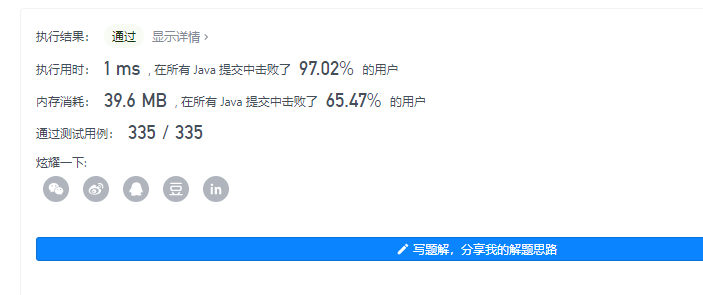 执行结果： 通过 显示详情 ›
执行用时： 1 ms , 在所有 Java 提交中击败了 97.02% 的用户
内存消耗： 39.6 MB , 在所有 Java 提交中击败了 65.47% 的用户
通过测试用例： 335 / 335
炫耀一下:
豆 in
写题解，分享我的解题思路